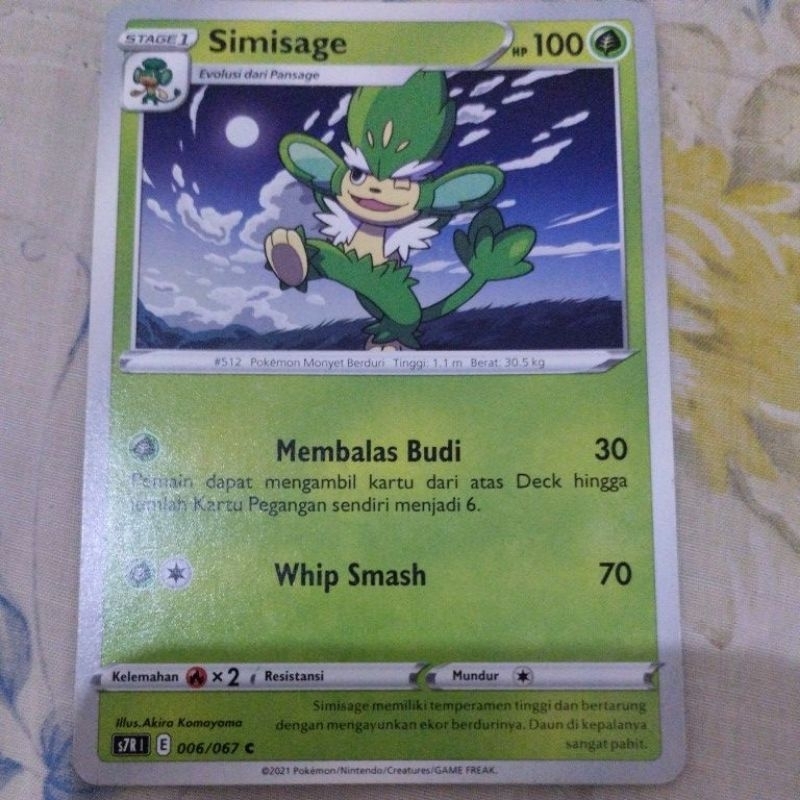 STAGE 1 Simisage HP 100
Evolusi dari Pansage
#512 Pokémon Monyet Berduri Tinggi: 1.1 m Berat: 30.5 kg
Membalas Budi 30
Pemain dapat mengambil kartu dari atas Deck hingga
jumlah Kartu Pegangan sendiri menjadi 6.
Whip Smash 70
Kelemahan ×2 Resistansi Mundur
Simisage memiliki temperamen tinggi dan bertarung
dengan mengayunkan ekor berdurinya. Daun di kepalanya
sangat pahit.
Illus. Akira Komayama
s7R I E 006/067 C
©2021 Pokémon/Nintendo/Creatures/GAME FREAK.